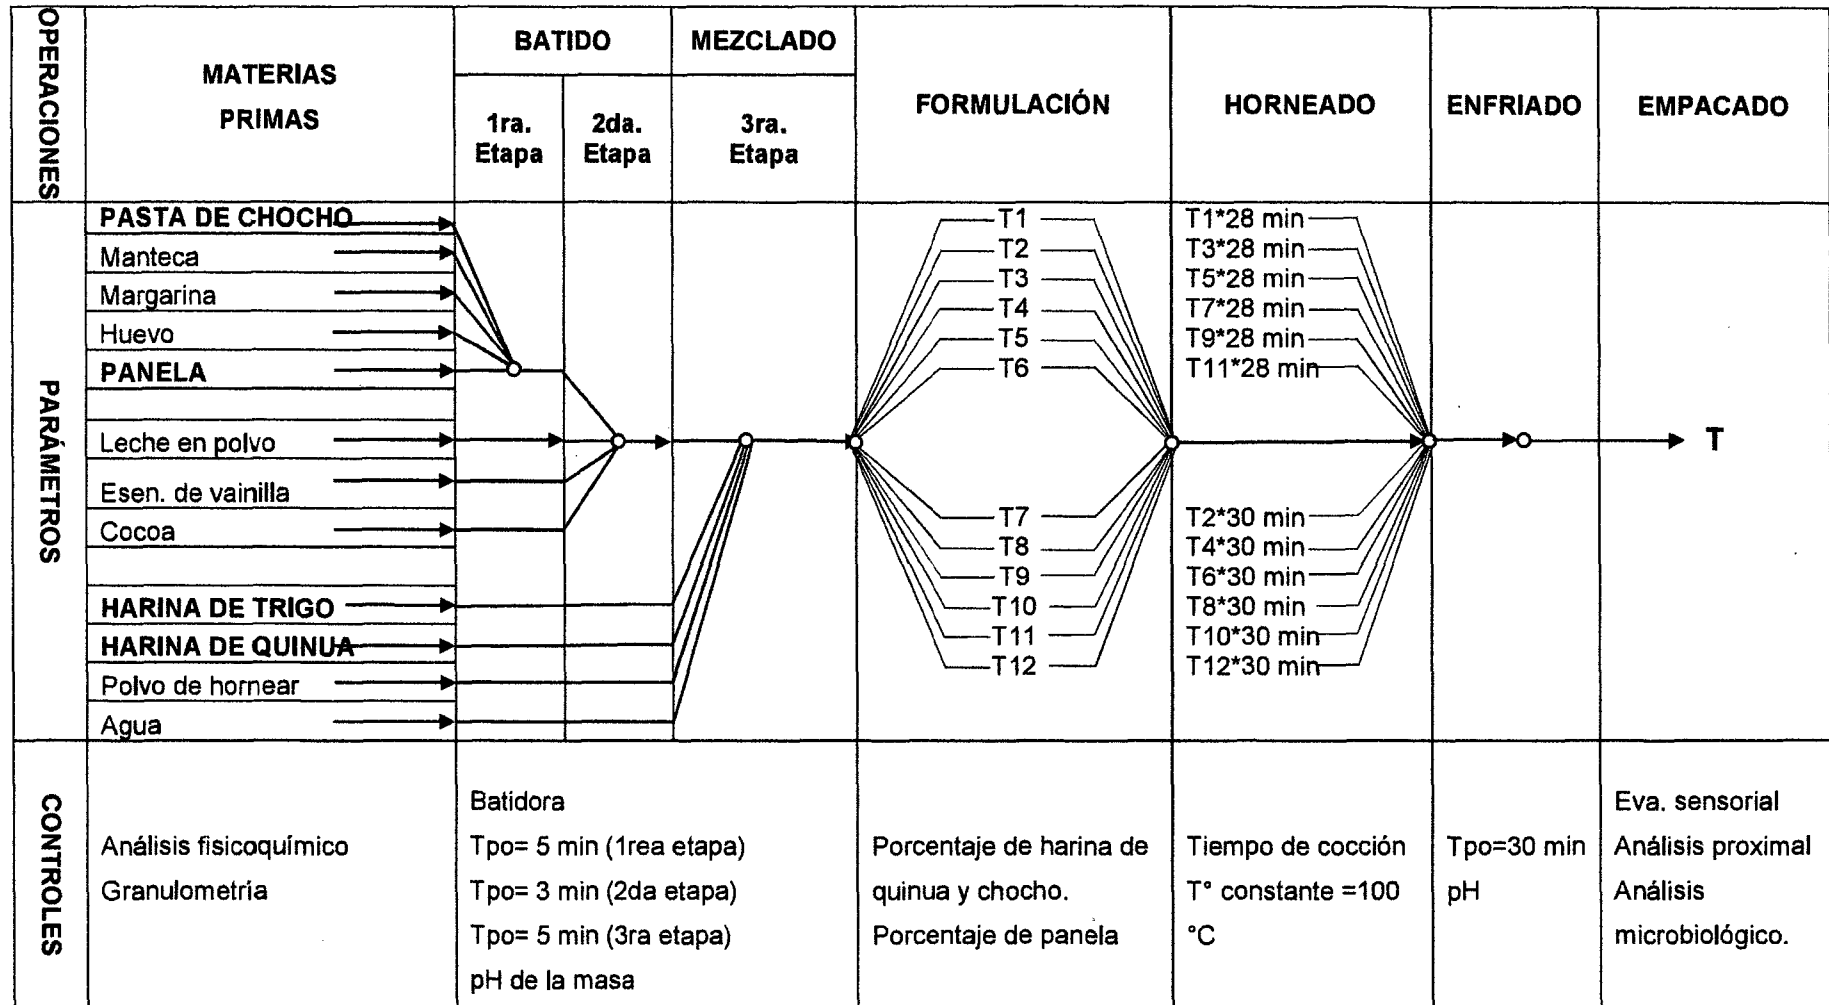 OPERACIONES
MATERIAS
PRIMAS
BATIDO
MEZCLADO
1ra.
Etapa
2da.
Etapa
3ra.
Etapa
FORMULACIÓN
HORNEADO
ENFRIADO
EMPACADO
PARÁMETROS
PASTA DE CHOCHO
Manteca
Margarina
Huevo
PANELA
Leche en polvo
Esen. de vainilla
Cocoa
HARINA DE TRIGO
HARINA DE QUINUA
Polvo de hornear
Agua
T1
T2
T3
T4
T5
T6
T7
T8
T9
T10
T11
T12
T1*28 min
T3*28 min
T5*28 min
T7*28 min
T9*28 min
T11*28 min
T2*30 min
T4*30 min
T6*30 min
T8*30 min
T10*30 min
T12*30 min
T
CONTROLES
Análisis fisicoquímico
Granulometría
Batidora
Tpo= 5 min (1rea etapa)
Tpo= 3 min (2da etapa)
Tpo= 5 min (3ra etapa)
pH de la masa
Porcentaje de harina de
quinua y chocho.
Porcentaje de panela
Tiempo de cocción
T° constante =100
°C
Tpo=30 min
pH
Eva. sensorial
Análisis proximal
Análisis
microbiológico.